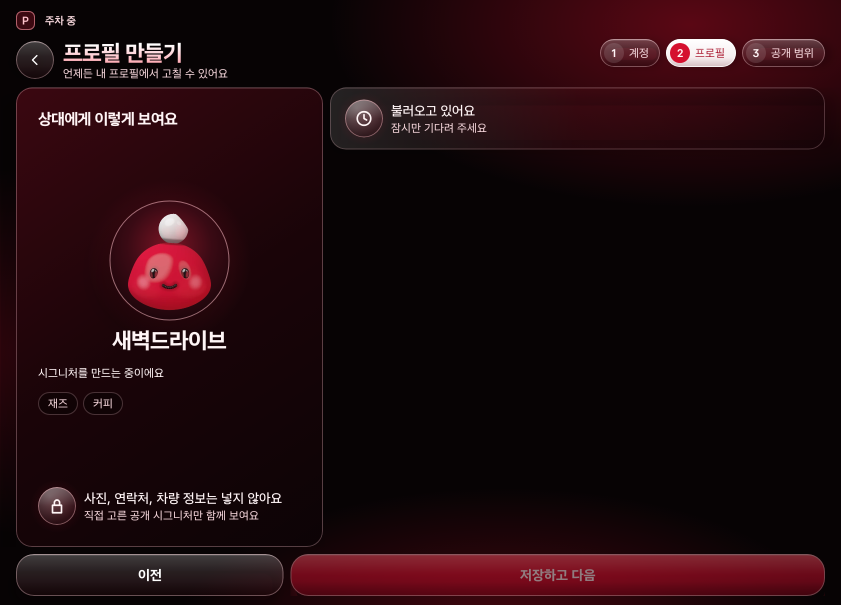 P 주차 중
프로필 만들기
언제든 내 프로필에서 고칠 수 있어요
1 계정
2 프로필
3 공개 범위
상대에게 이렇게 보여요
새벽드라이브
시그니처를 만드는 중이에요
재즈
커피
사진, 연락처, 차량 정보는 넣지 않아요
직접 고른 공개 시그니처만 함께 보여요
불러오고 있어요
잠시만 기다려 주세요
이전
저장하고 다음